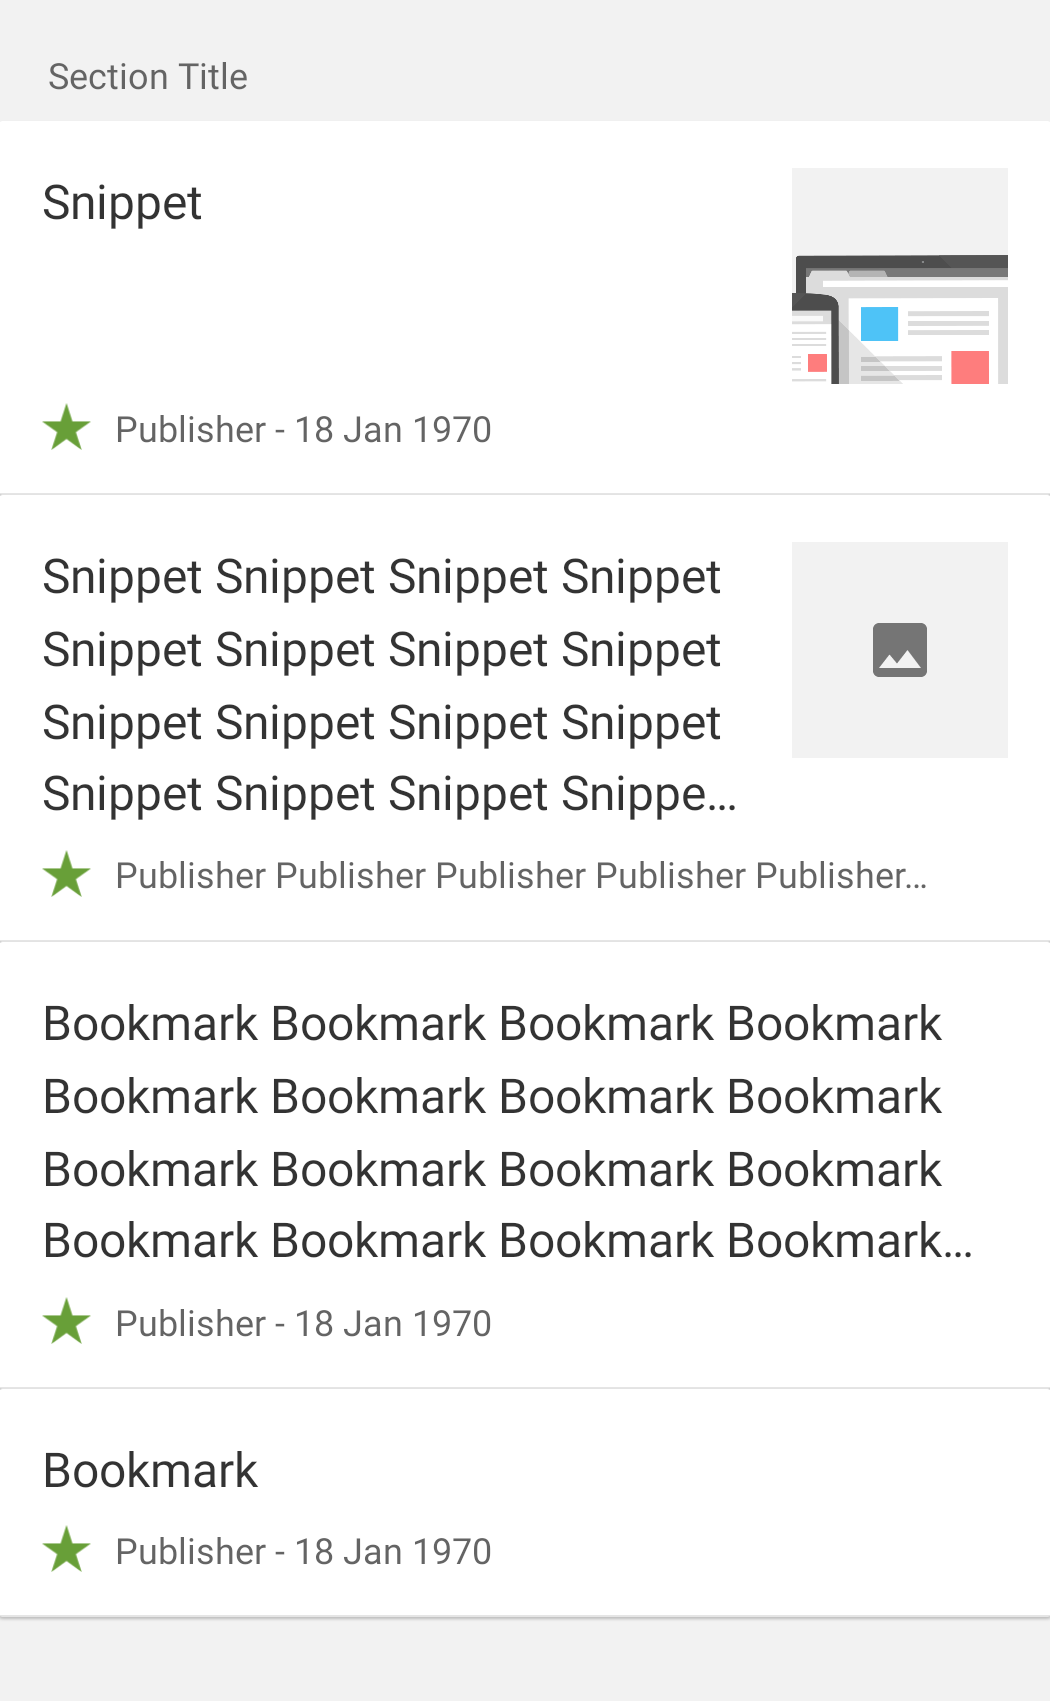 Section Title
Snippet
Publisher - 18 Jan 1970
Snippet Snippet Snippet Snippet
Snippet Snippet Snippet Snippet
Snippet Snippet Snippet Snippet
Snippet Snippet Snippet Snippe...
Publisher Publisher Publisher Publisher Publisher...
Bookmark Bookmark Bookmark Bookmark
Bookmark Bookmark Bookmark Bookmark
Bookmark Bookmark Bookmark Bookmark
Bookmark Bookmark Bookmark Bookmark...
Publisher - 18 Jan 1970
Bookmark
Publisher - 18 Jan 1970